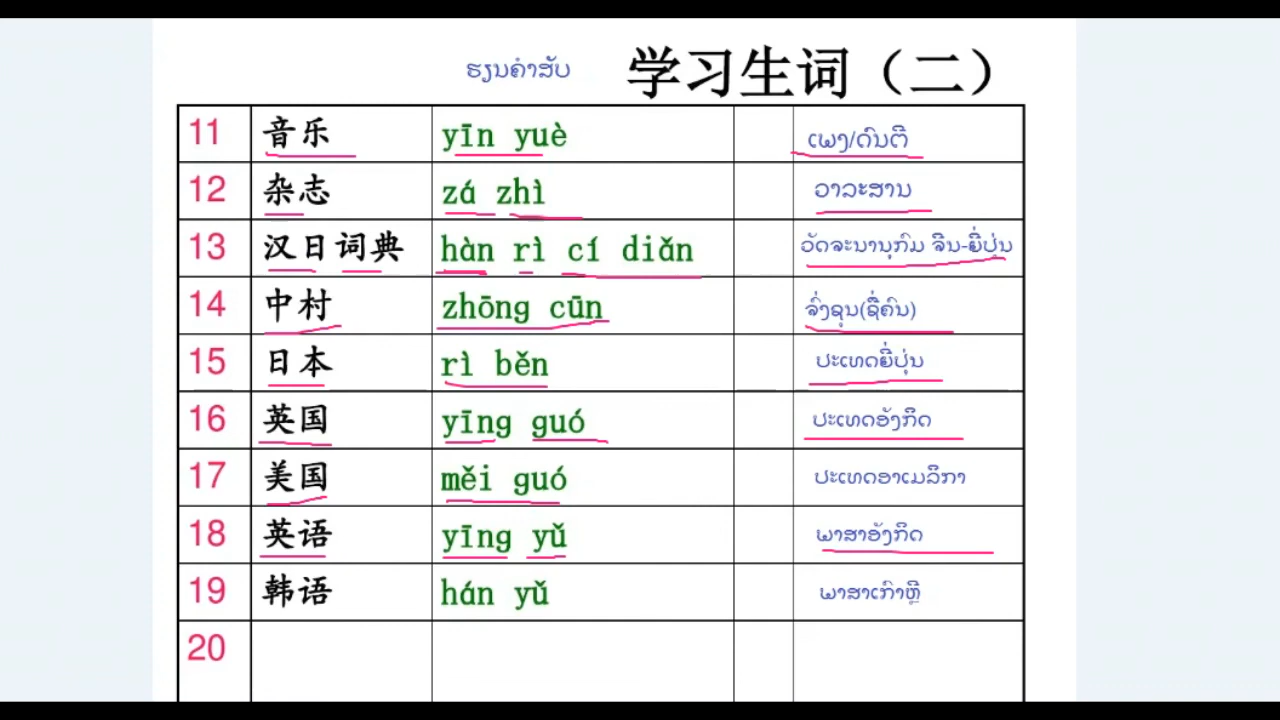 ຮຽນຄຳສັບ 学习生词（二）
11 音乐 yīn yuè ເພງ/ດົນຕີ
12 杂志 zá zhì ວາລະສານ
13 汉日词典 hàn rì cí diǎn ວັດຈະນານຸກົມ ຈີນ-ຍີ່ປຸ່ນ
14 中村 zhōng cūn ລົ່ງຊຸນ(ຊື່ຄົນ)
15 日本 rì běn ປະເທດຍີ່ປຸ່ນ
16 英国 yīng guó ປະເທດອັງກິດ
17 美国 měi guó ປະເທດອາເມລິກາ
18 英语 yīng yǔ ພາສາອັງກິດ
19 韩语 hán yǔ ພາສາເກົາຫຼີ
20